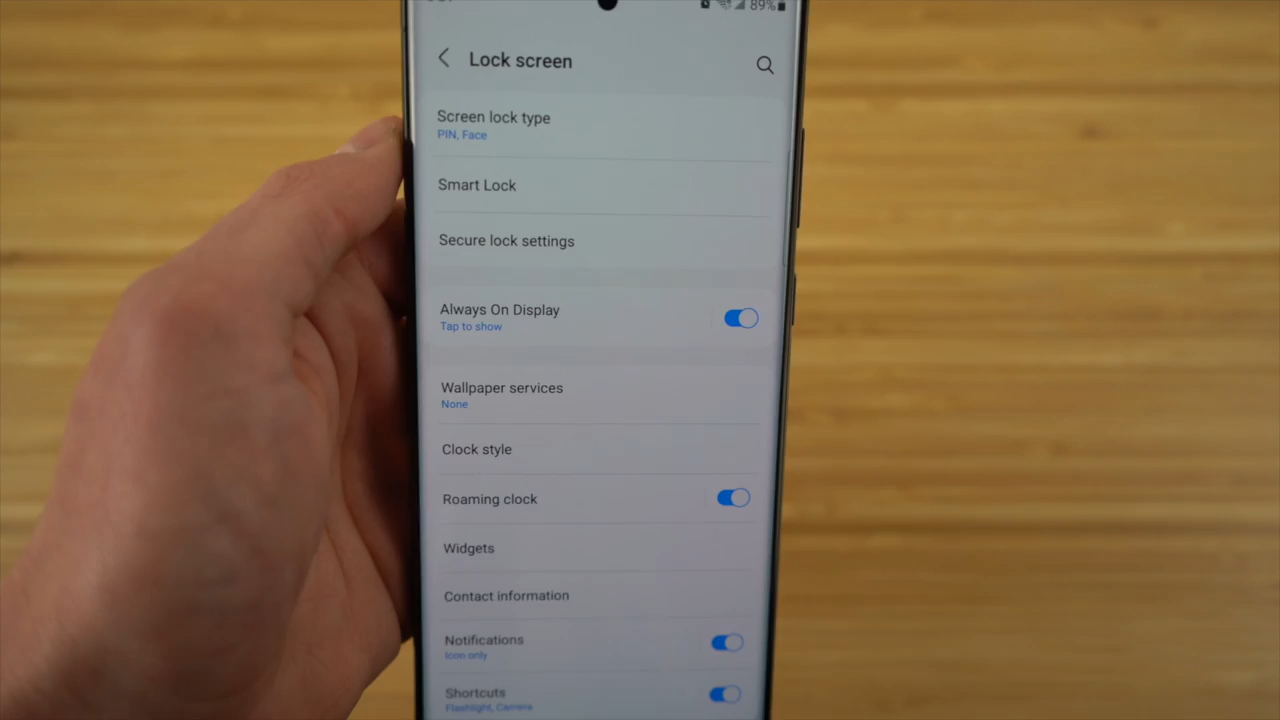 89%
Lock screen
Screen lock type
PIN, Face
Smart Lock
Secure lock settings
Always On Display
Tap to show
Wallpaper services
None
Clock style
Roaming clock
Widgets
Contact information
Notifications
Icon only
Shortcuts
Flashlight, Camera